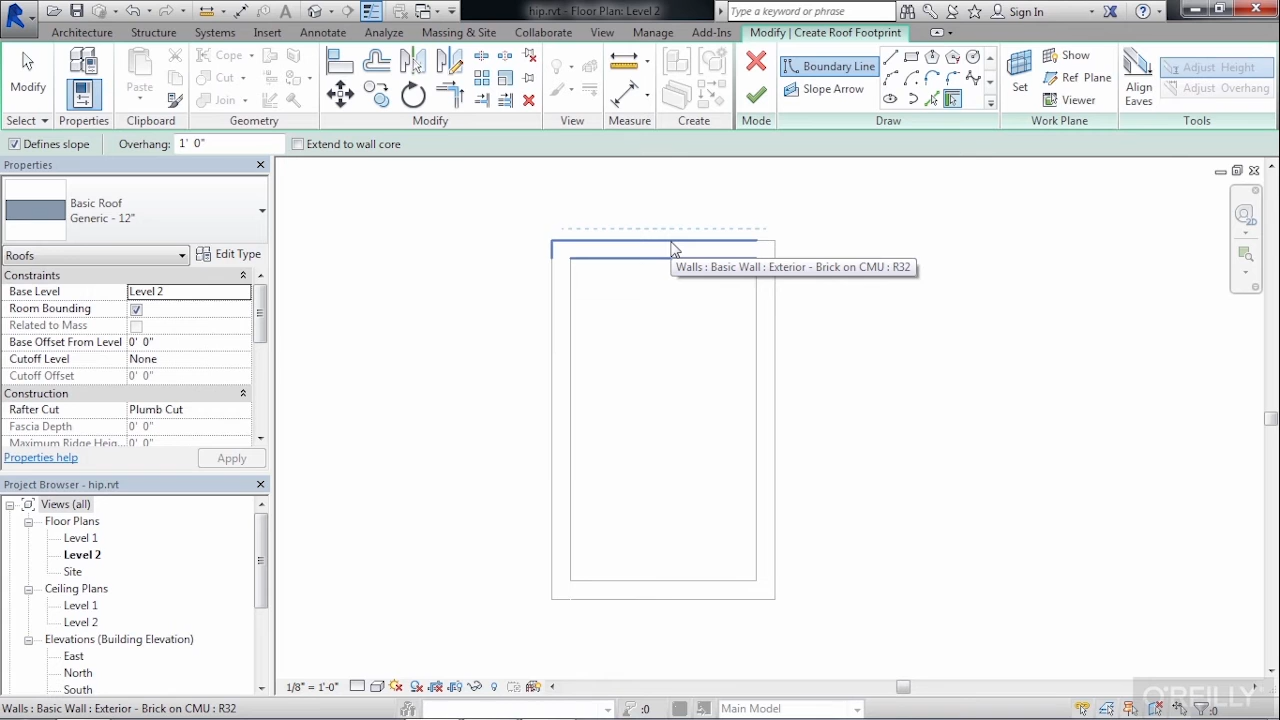 hip.rvt - Floor Plan: Level 2
Type a keyword or phrase
Sign In
Architecture Structure Systems Insert Annotate Analyze Massing & Site Collaborate View Manage Add-Ins Modify | Create Roof Footprint
Modify
Select
Properties
Paste
Clipboard
Cope
Cut
Join
Geometry
Modify
View
Measure
Create
Mode
Boundary Line
Slope Arrow
Draw
Set
Show
Ref Plane
Viewer
Work Plane
Align
Eaves
Adjust Height
Adjust Overhang
Tools
Defines slope Overhang: 1' 0" Extend to wall core
Properties
Basic Roof
Generic - 12"
Roofs Edit Type
Constraints
Base Level Level 2
Room Bounding
Related to Mass
Base Offset From Level 0' 0"
Cutoff Level None
Cutoff Offset 0' 0"
Construction
Rafter Cut Plumb Cut
Fascia Depth 0' 0"
Maximum Ridge Heig... 0' 0"
Properties help Apply
Project Browser - hip.rvt
Views (all)
Floor Plans
Level 1
Level 2
Site
Ceiling Plans
Level 1
Level 2
Elevations (Building Elevation)
East
North
South
Walls : Basic Wall : Exterior - Brick on CMU : R32
2D
1/8" = 1'-0"
Walls : Basic Wall : Exterior - Brick on CMU : R32
:0
Main Model
:0
O'REILLY